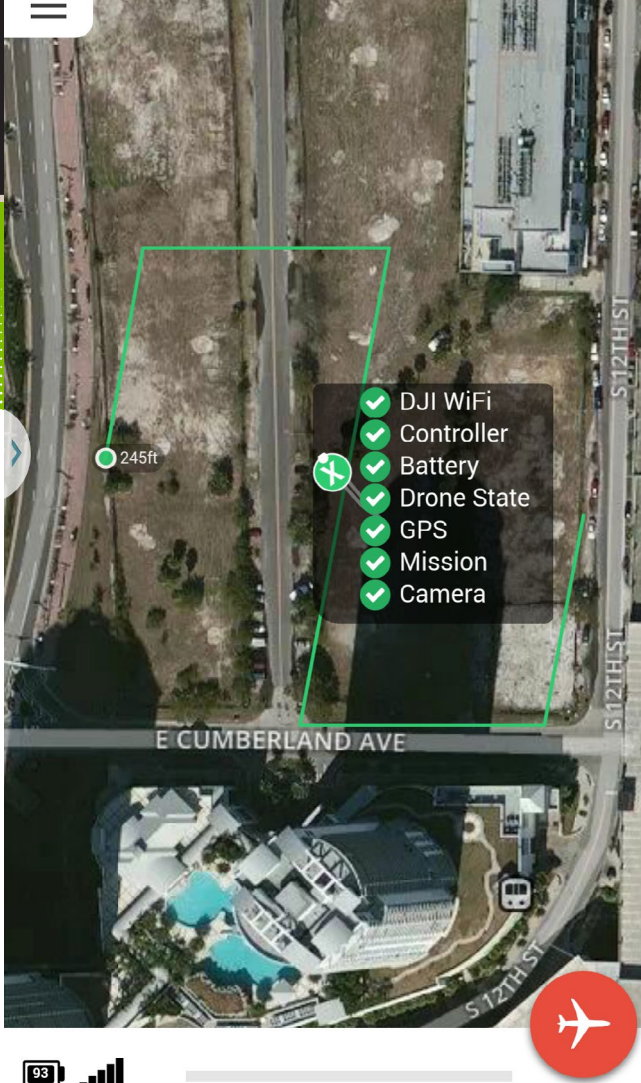 S 12TH ST
DJI WiFi
Controller
245ft
Battery
Drone State
GPS
Mission
Camera
S 12TH ST
E CUMBERLAND AVE
S 12TH ST
93